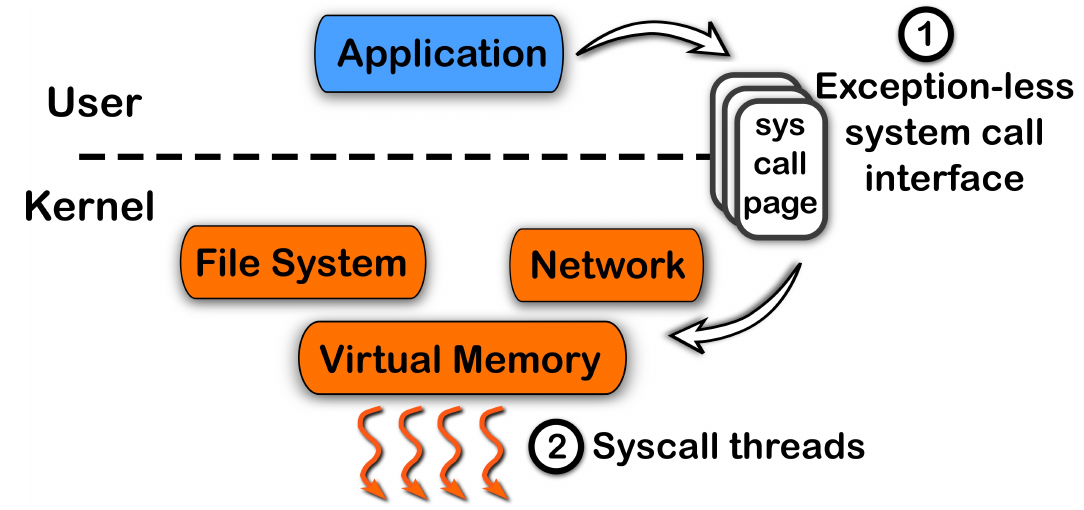 Application
1
Exception-less
system call
interface
User
sys
call
page
Kernel
File System
Network
Virtual Memory
2 Syscall threads